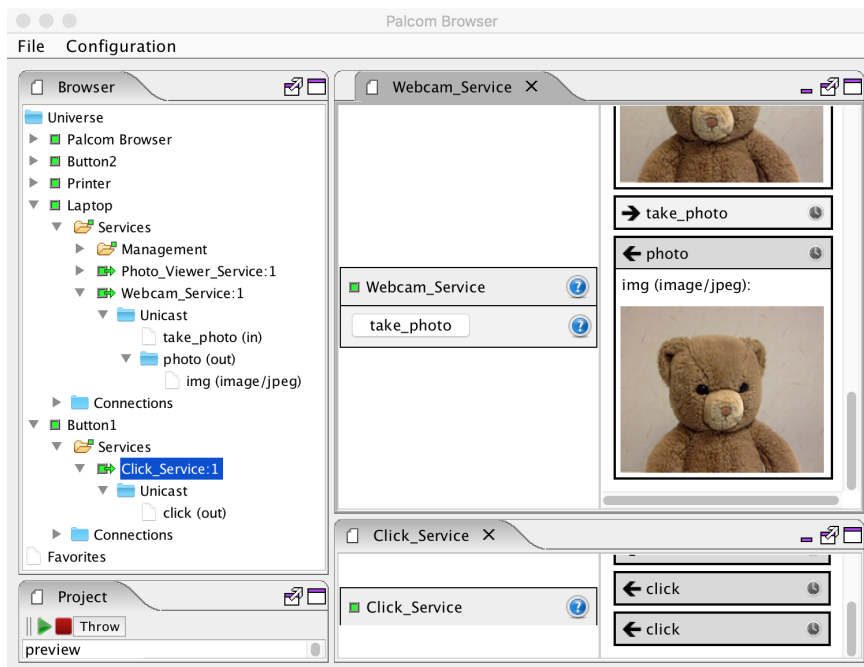 Palcom Browser
File Configuration
Browser
Universe
Palcom Browser
Button2
Printer
Laptop
Services
Management
Photo_Viewer_Service:1
Webcam_Service:1
Unicast
take_photo (in)
photo (out)
img (image/jpeg)
Connections
Button1
Services
Click_Service:1
Unicast
click (out)
Connections
Favorites
Project
Throw
preview
Webcam_Service
Webcam_Service
?
take_photo
?
take_photo
photo
img (image/jpeg):
Click_Service
Click_Service
?
click
click